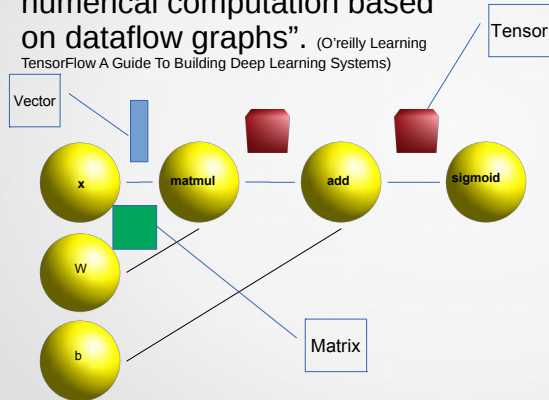 numerical computation based
on dataflow graphs”. (O'reilly Learning
TensorFlow A Guide To Building Deep Learning Systems)
Tensor
Vector
x
matmul
add
sigmoid
W
b
Matrix